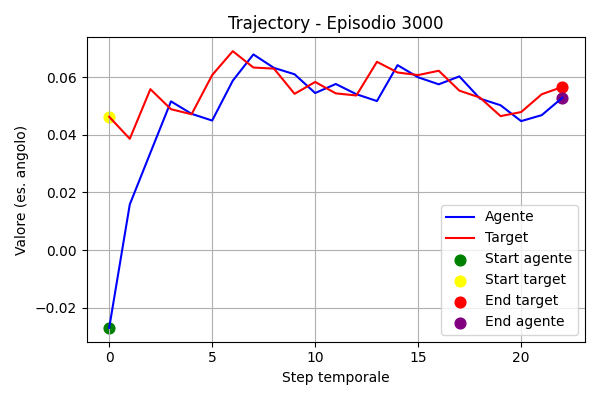 Trajectory - Episodio 3000
Valore (es. angolo)
0.06
0.04
0.02
0.00
−0.02
0 5 10 15 20
Step temporale
Agente
Target
Start agente
Start target
End target
End agente